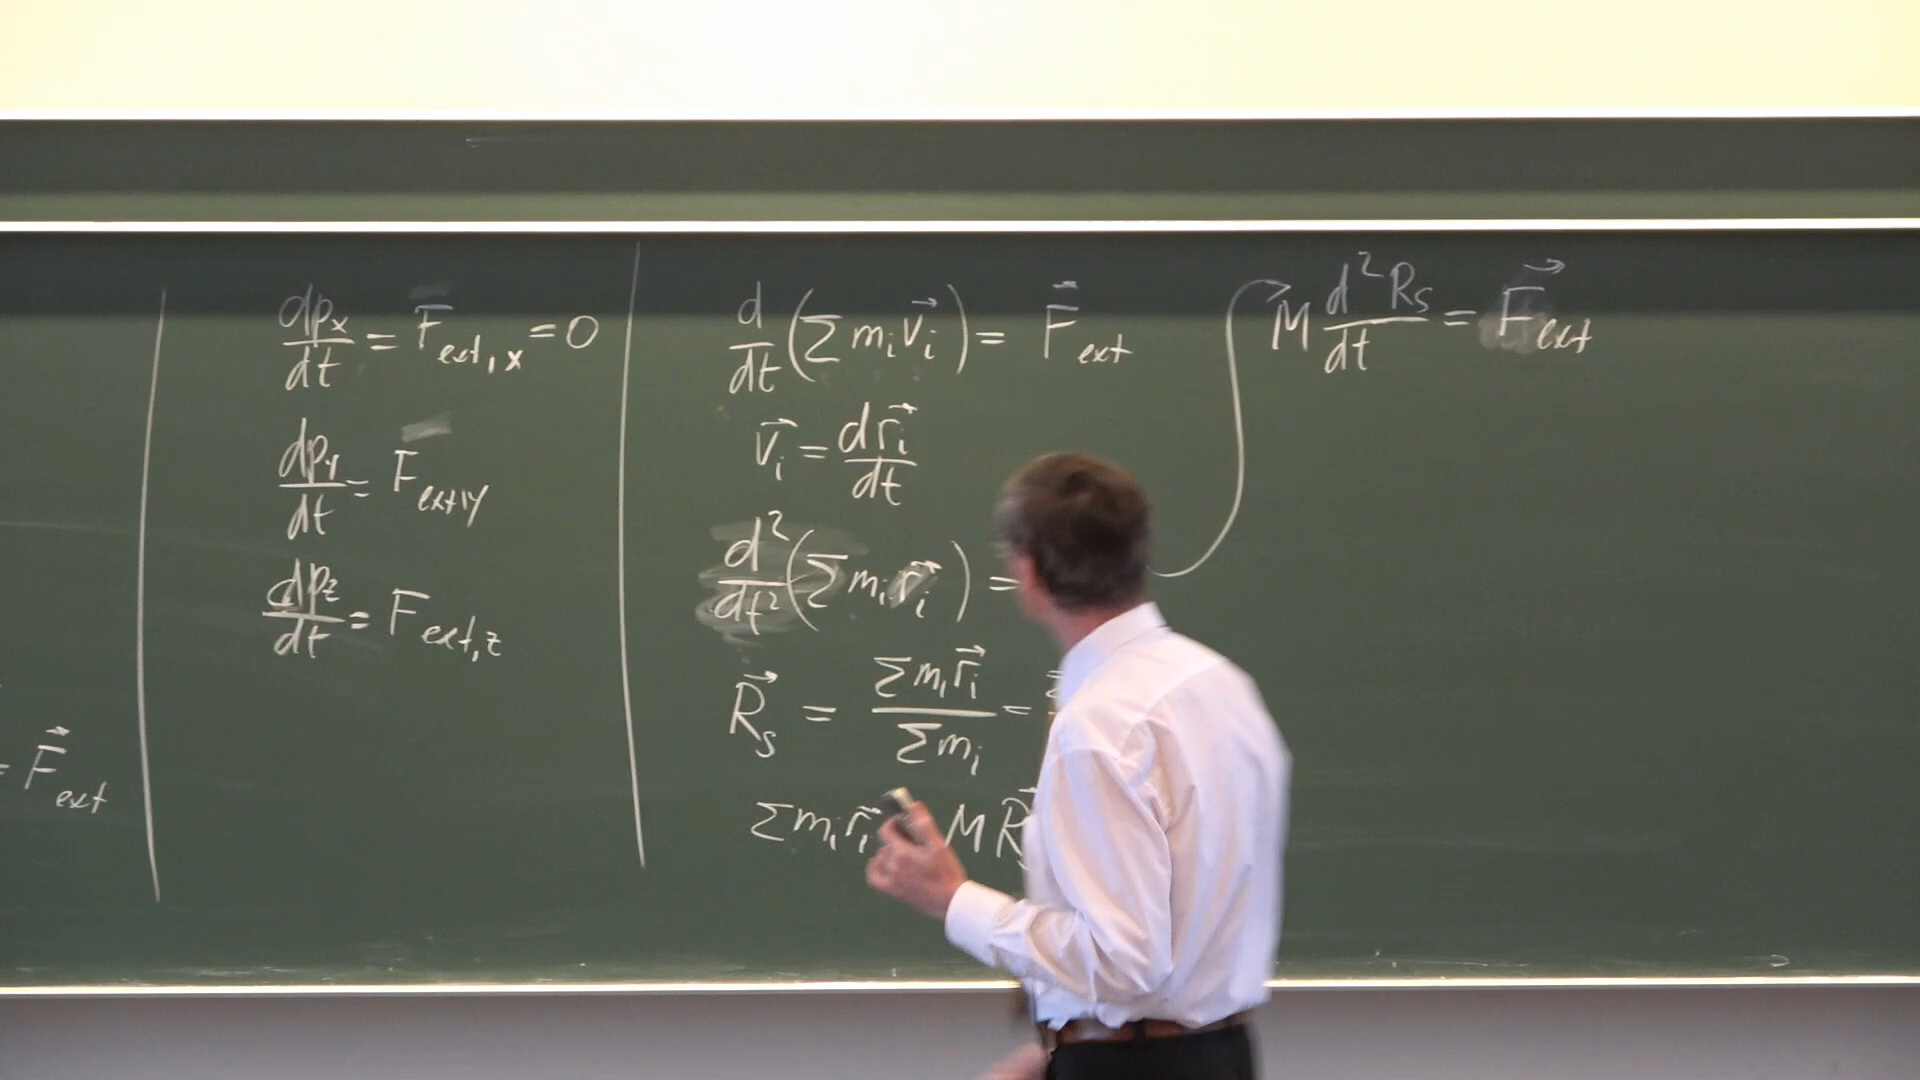 = F⃗ext
dpx/dt = Fext,x = 0
dpy/dt = Fext,y
dpz/dt = Fext,z
d/dt (Σ mi v⃗i) = F⃗ext
v⃗i = dr⃗i/dt
d²/dt² (Σ mi r⃗i) =
R⃗s = Σ mi r⃗i / Σ mi =
Σ mi r⃗i M R⃗s
M d²Rs/dt = F⃗ext